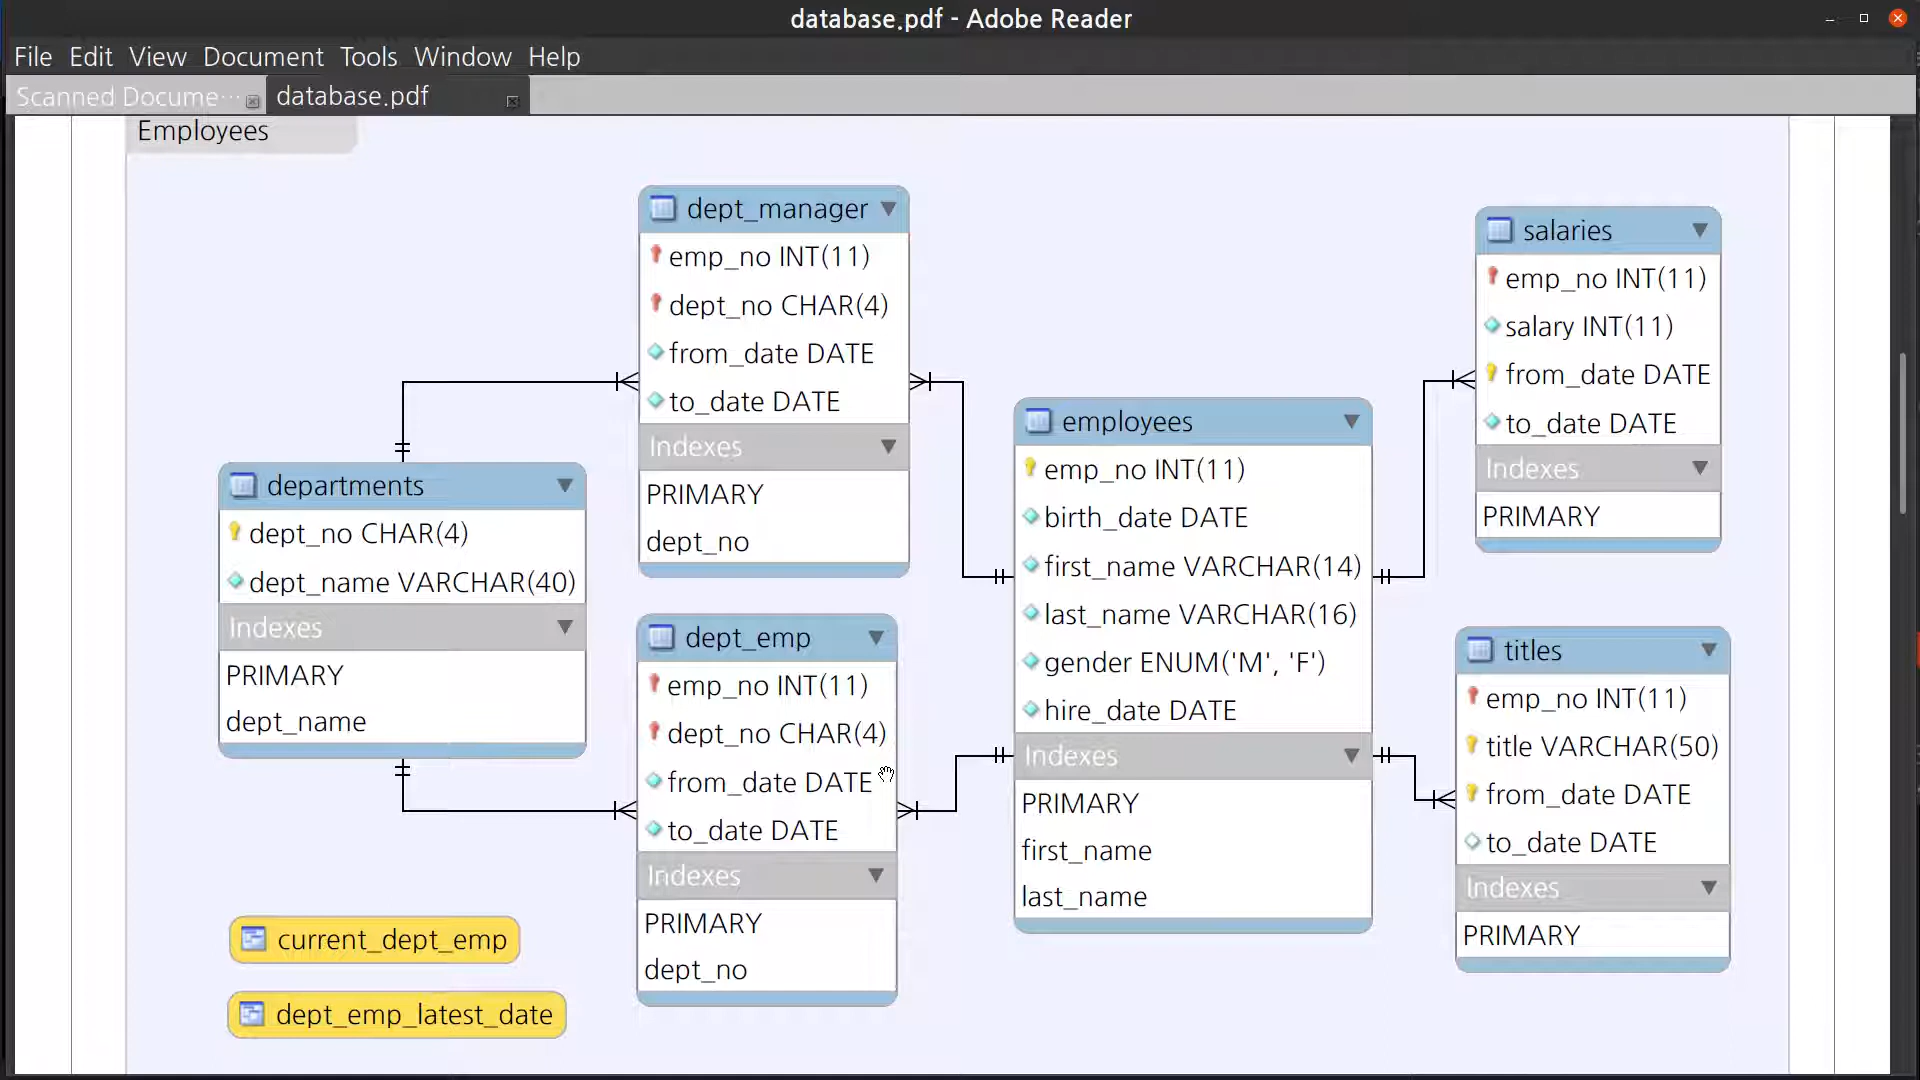 database.pdf - Adobe Reader
File Edit View Document Tools Window Help
Scanned Docume...
database.pdf
Employees
dept_manager
emp_no INT(11)
dept_no CHAR(4)
from_date DATE
to_date DATE
Indexes
PRIMARY
dept_no
salaries
emp_no INT(11)
salary INT(11)
from_date DATE
to_date DATE
Indexes
PRIMARY
employees
emp_no INT(11)
birth_date DATE
first_name VARCHAR(14)
last_name VARCHAR(16)
gender ENUM('M', 'F')
hire_date DATE
Indexes
PRIMARY
first_name
last_name
departments
dept_no CHAR(4)
dept_name VARCHAR(40)
Indexes
PRIMARY
dept_name
dept_emp
emp_no INT(11)
dept_no CHAR(4)
from_date DATE
to_date DATE
Indexes
PRIMARY
dept_no
titles
emp_no INT(11)
title VARCHAR(50)
from_date DATE
to_date DATE
Indexes
PRIMARY
current_dept_emp
dept_emp_latest_date